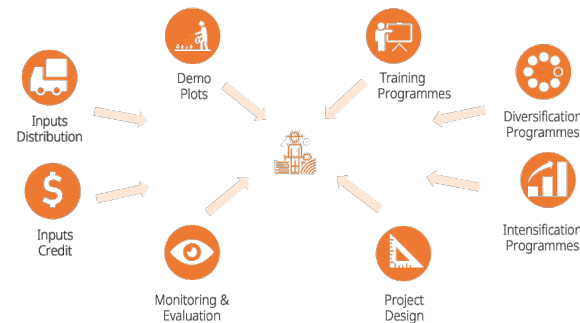 Demo
Plots
Training
Programmes
Inputs
Distribution
Diversification
Programmes
$
Inputs
Credit
Intensification
Programmes
Monitoring &
Evaluation
Project
Design